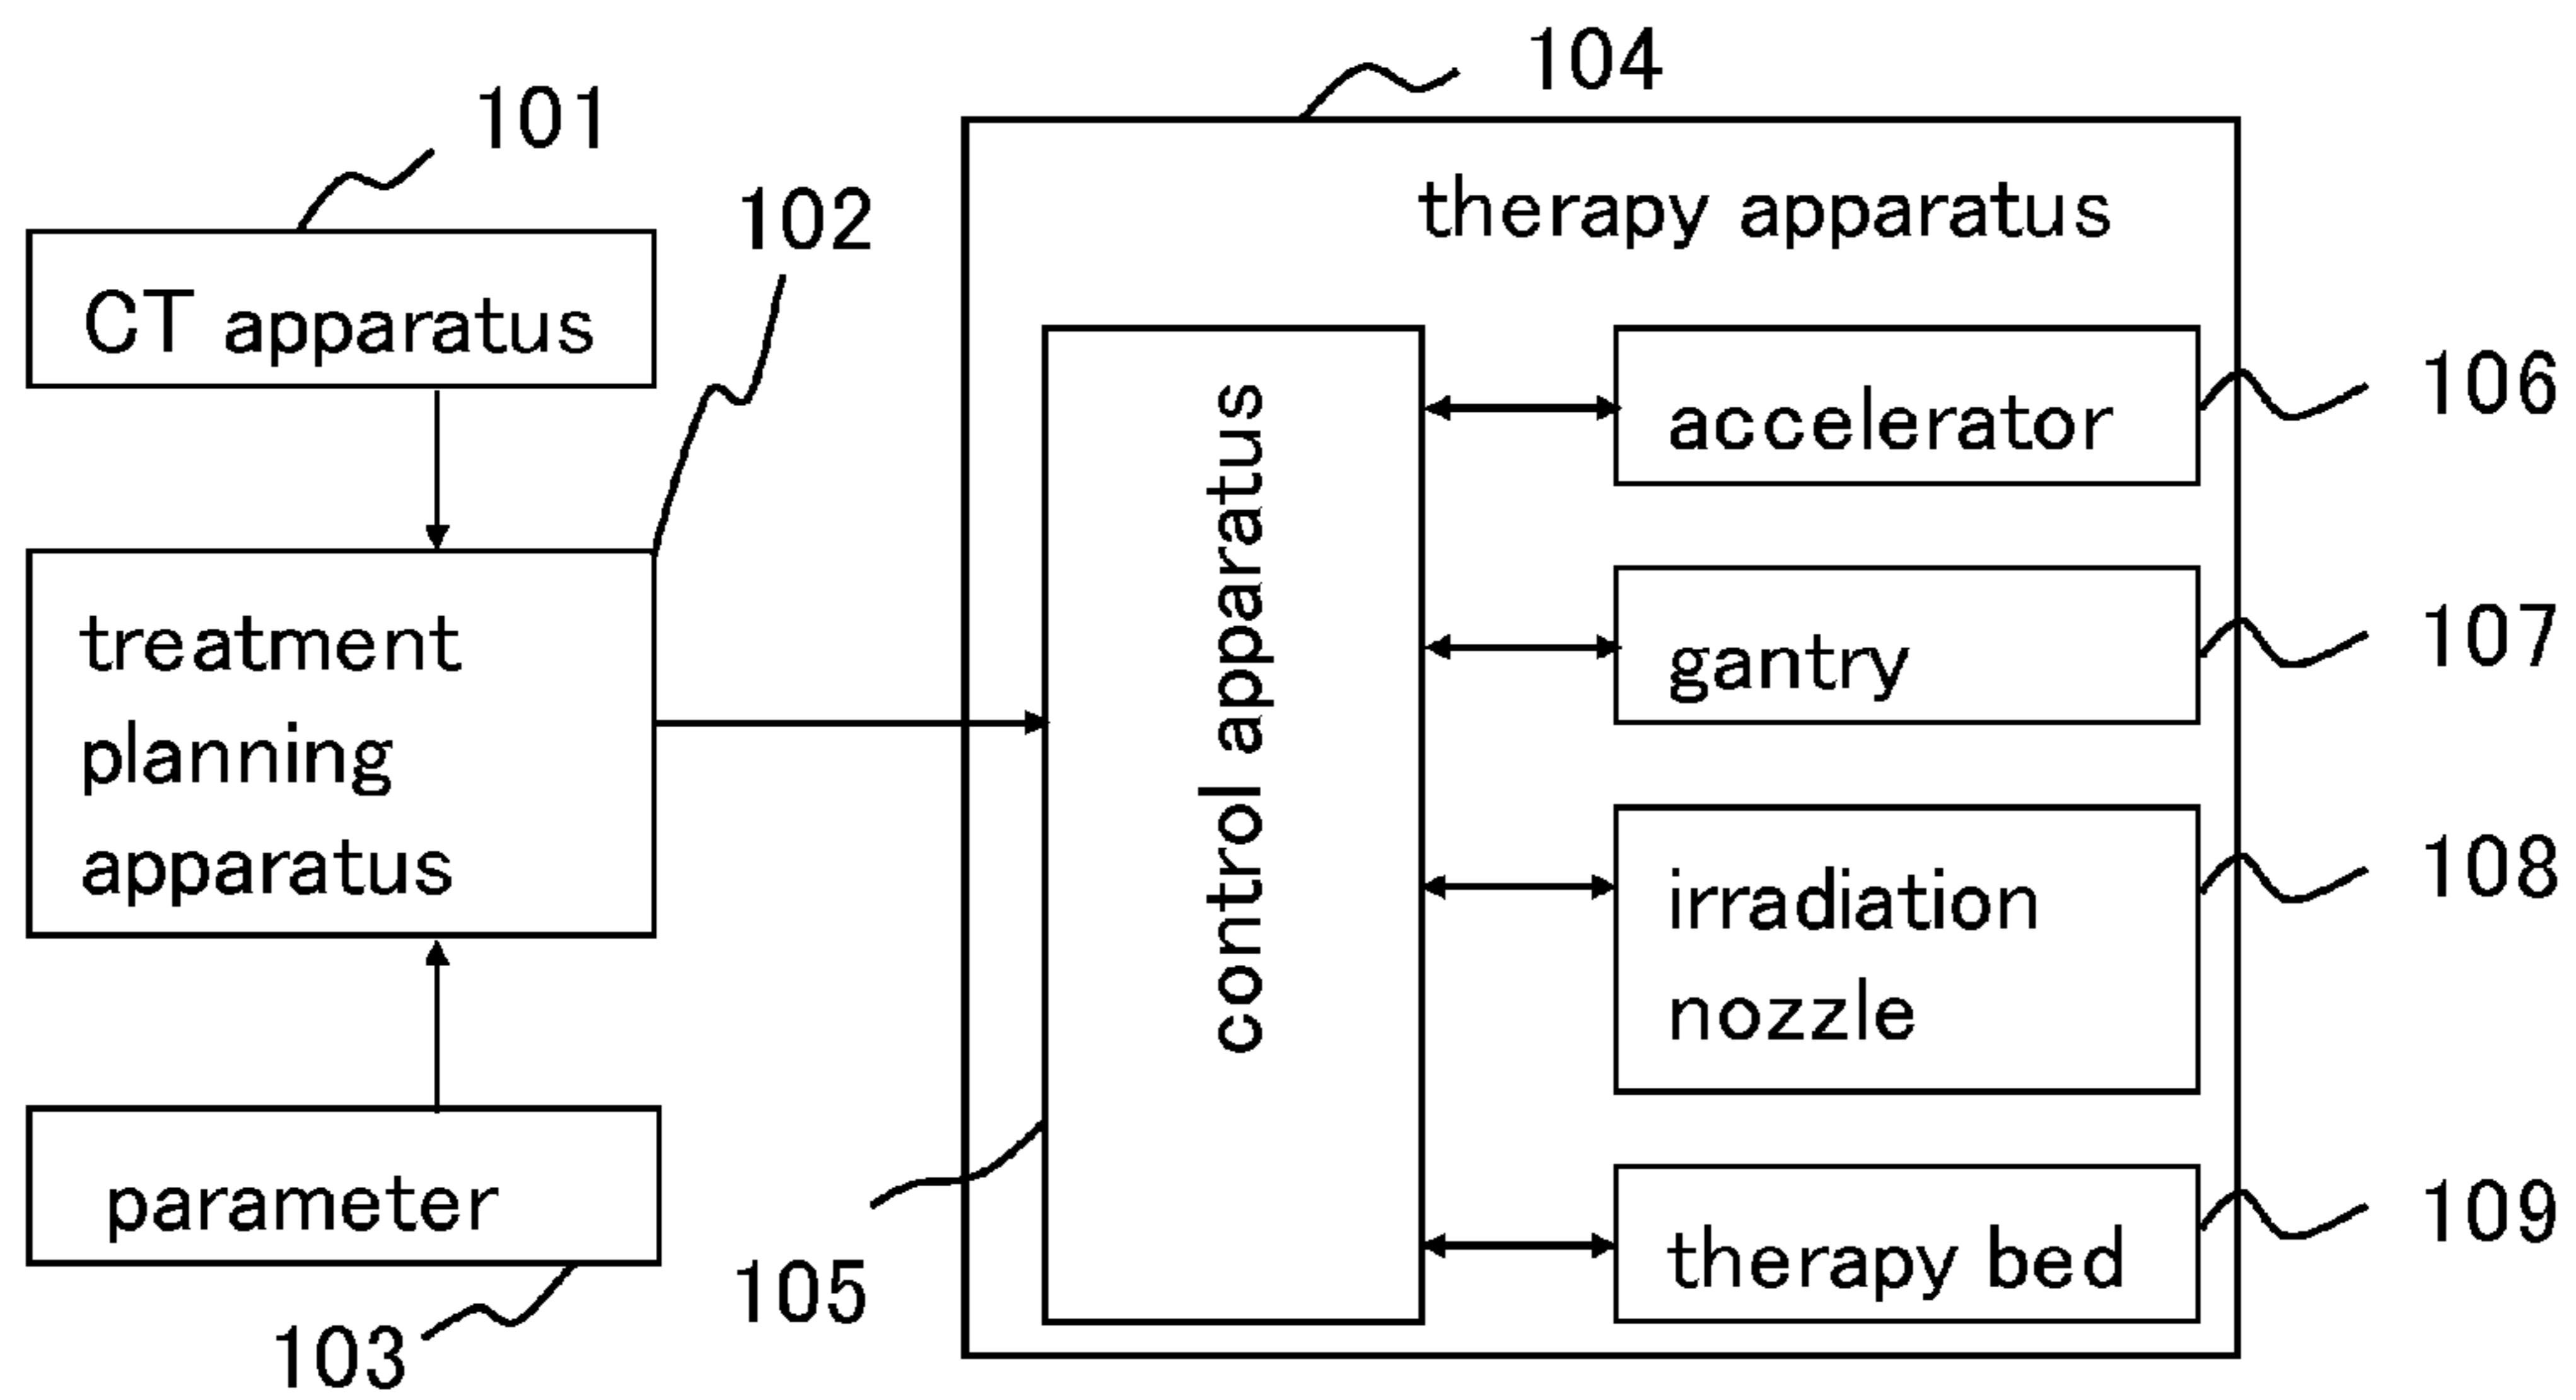 101
CT apparatus
102
treatment
planning
apparatus
parameter
103
104
therapy apparatus
control apparatus
105
accelerator
106
gantry
107
irradiation
nozzle
108
therapy bed
109